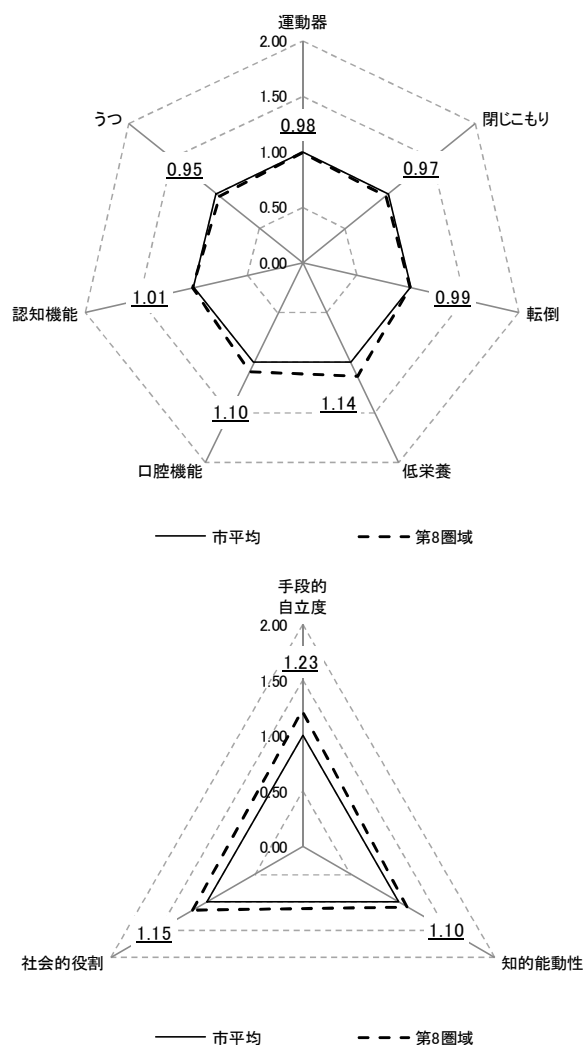 運動器
2.00
1.50
うつ
閉じこもり
0.98
0.95
1.00
0.97
0.50
0.00
認知機能
1.01
0.99
転倒
1.10
1.14
口腔機能
低栄養
市平均
第8圏域
手段的
自立度
2.00
1.23
1.50
1.00
0.50
0.00
1.15
1.10
社会的役割
知的能動性
市平均
第8圏域